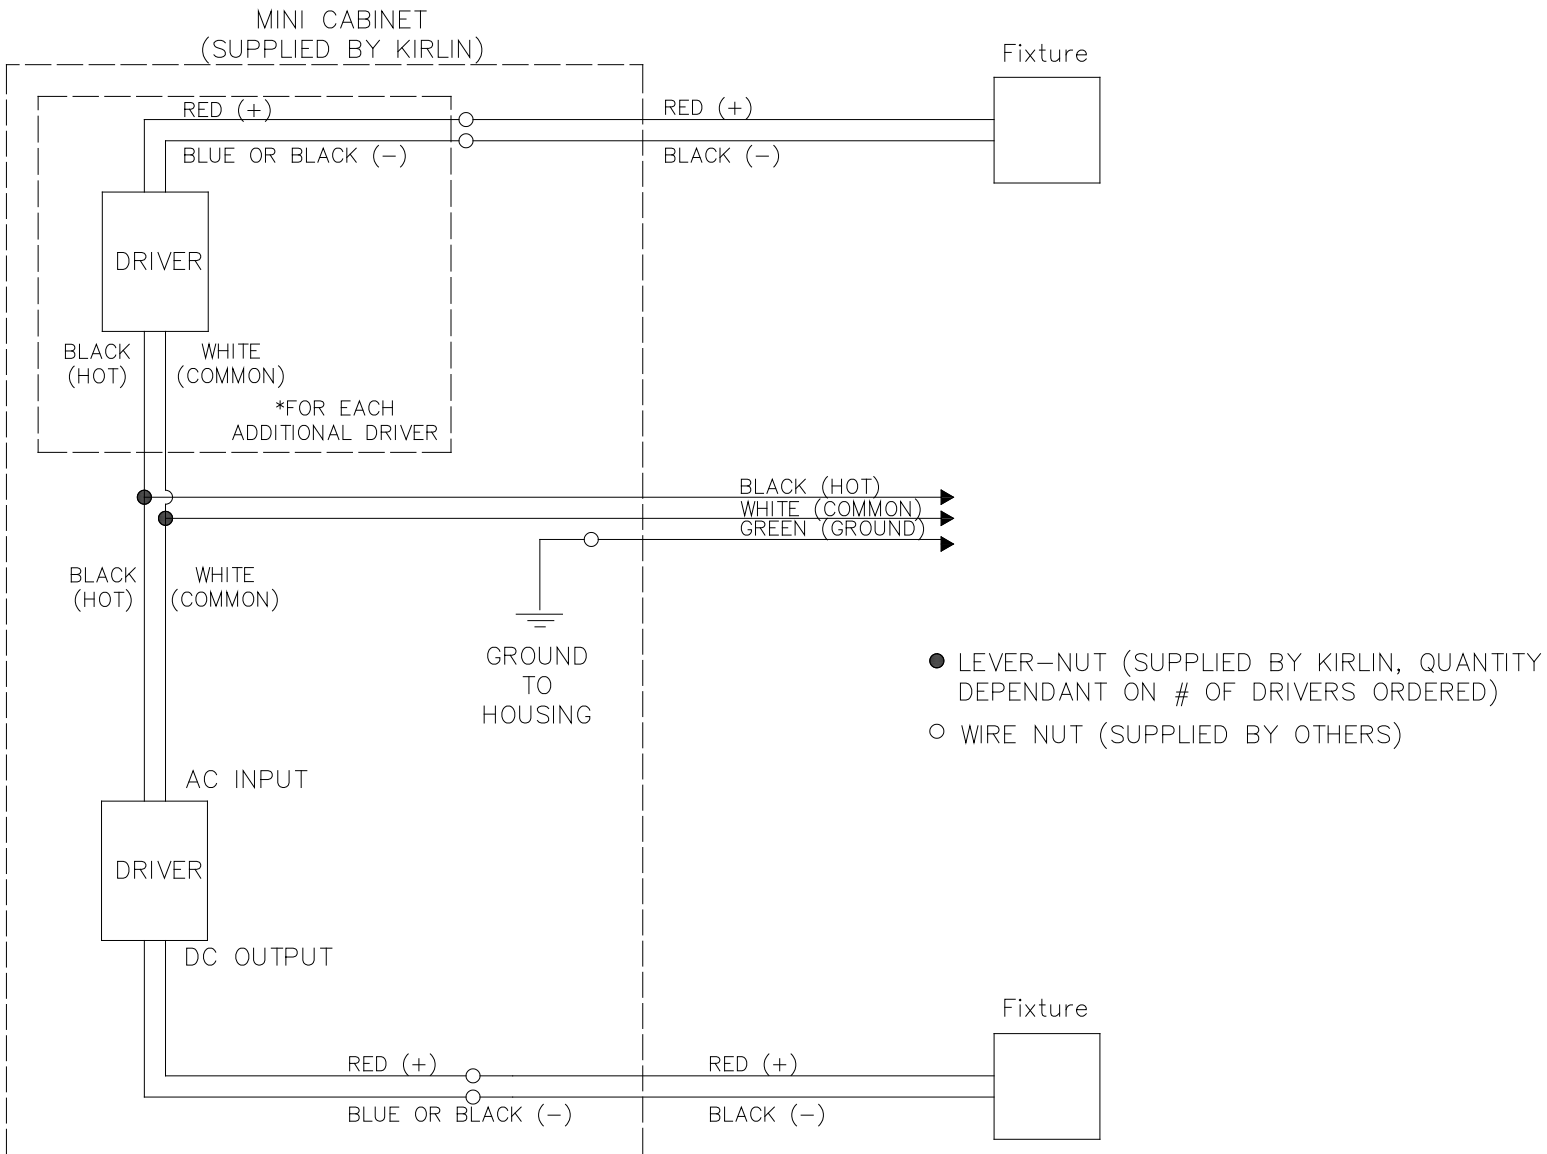 MINI CABINET
(SUPPLIED BY KIRLIN)
Fixture
RED (+)
RED (+)
BLUE OR BLACK (−)
BLACK (−)
DRIVER
BLACK
(HOT)
WHITE
(COMMON)
*FOR EACH
ADDITIONAL DRIVER
BLACK (HOT)
WHITE (COMMON)
GREEN (GROUND)
BLACK
(HOT)
WHITE
(COMMON)
GROUND
TO
HOUSING
LEVER−NUT (SUPPLIED BY KIRLIN, QUANTITY
DEPENDANT ON # OF DRIVERS ORDERED)
WIRE NUT (SUPPLIED BY OTHERS)
AC INPUT
DRIVER
DC OUTPUT
Fixture
RED (+)
RED (+)
BLUE OR BLACK (−)
BLACK (−)